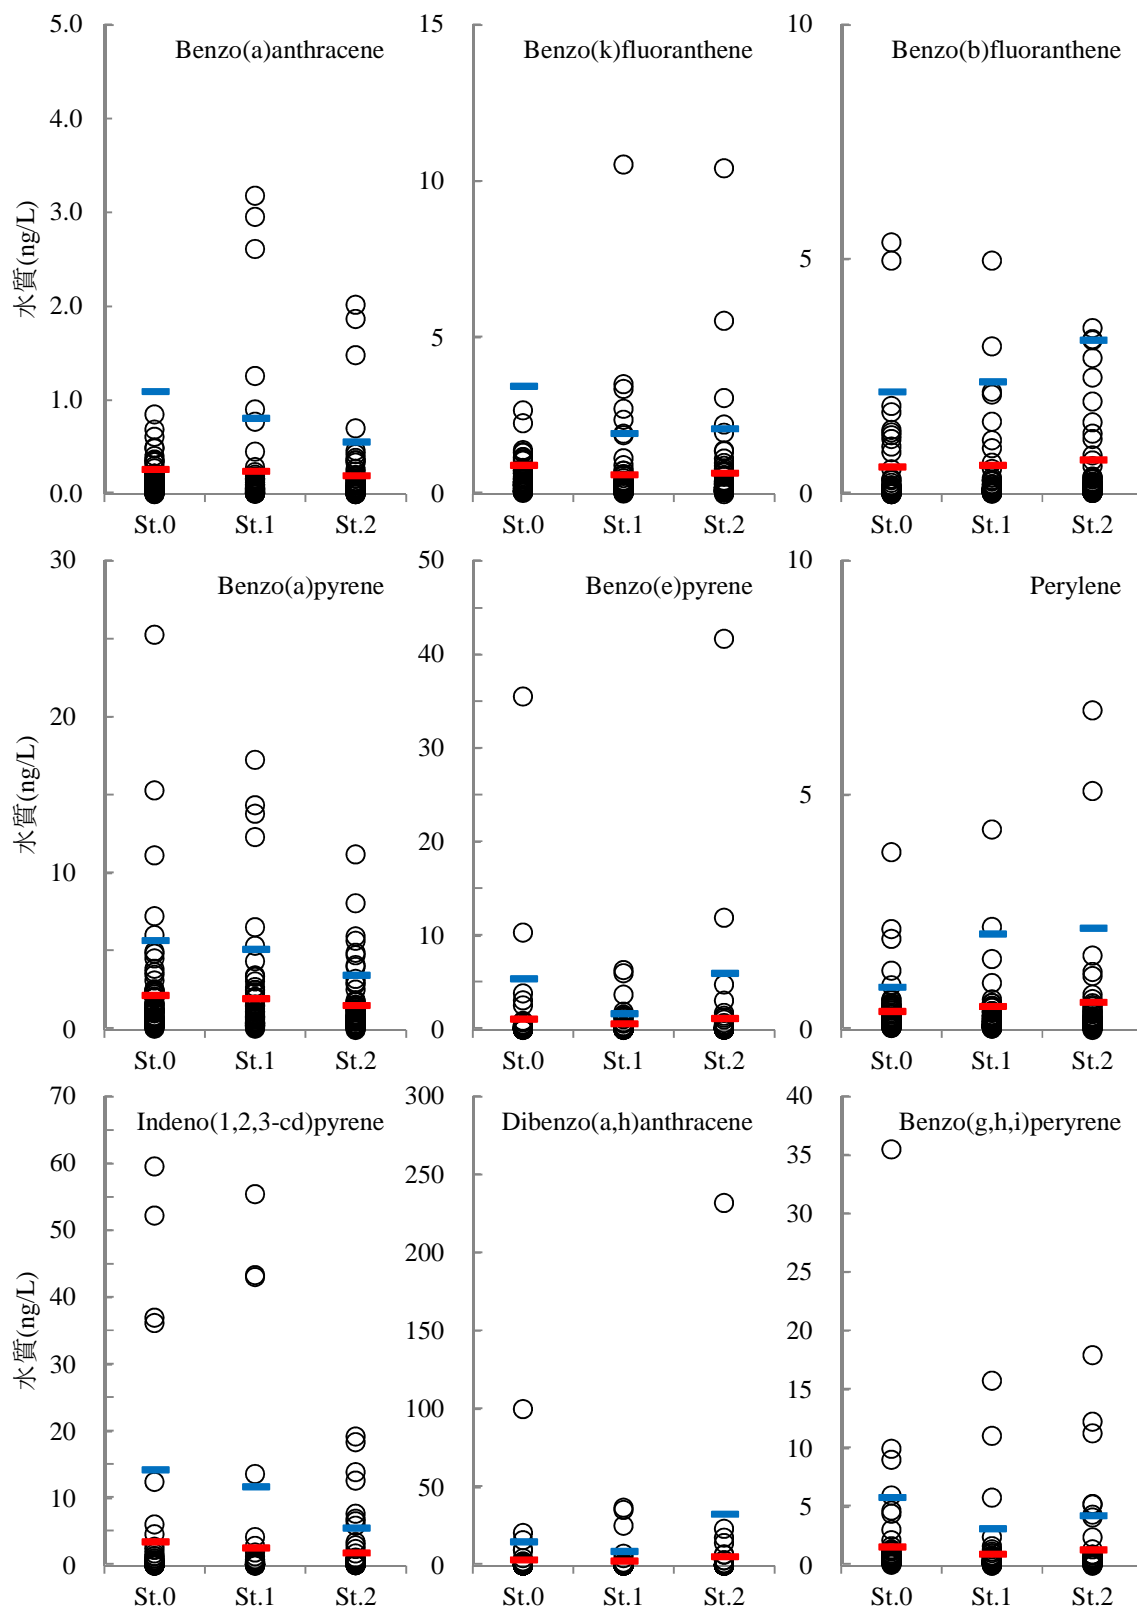 Benzo(a)anthracene
水質(ng/L)
5.0
4.0
3.0
2.0
1.0
0.0
St.0 St.1 St.2
Benzo(k)fluoranthene
15
10
5
0
St.0 St.1 St.2
Benzo(b)fluoranthene
10
5
0
St.0 St.1 St.2
Benzo(a)pyrene
水質(ng/L)
30
20
10
0
St.0 St.1 St.2
Benzo(e)pyrene
50
40
30
20
10
0
St.0 St.1 St.2
Perylene
10
5
0
St.0 St.1 St.2
Indeno(1,2,3-cd)pyrene
水質(ng/L)
70
60
50
40
30
20
10
0
St.0 St.1 St.2
Dibenzo(a,h)anthracene
300
250
200
150
100
50
0
St.0 St.1 St.2
Benzo(g,h,i)peryrene
40
35
30
25
20
15
10
5
0
St.0 St.1 St.2